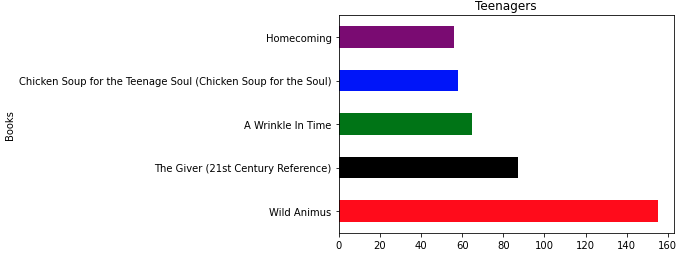 Teenagers
Homecoming
Chicken Soup for the Teenage Soul (Chicken Soup for the Soul)
A Wrinkle In Time
The Giver (21st Century Reference)
Wild Animus
Books
0 20 40 60 80 100 120 140 160